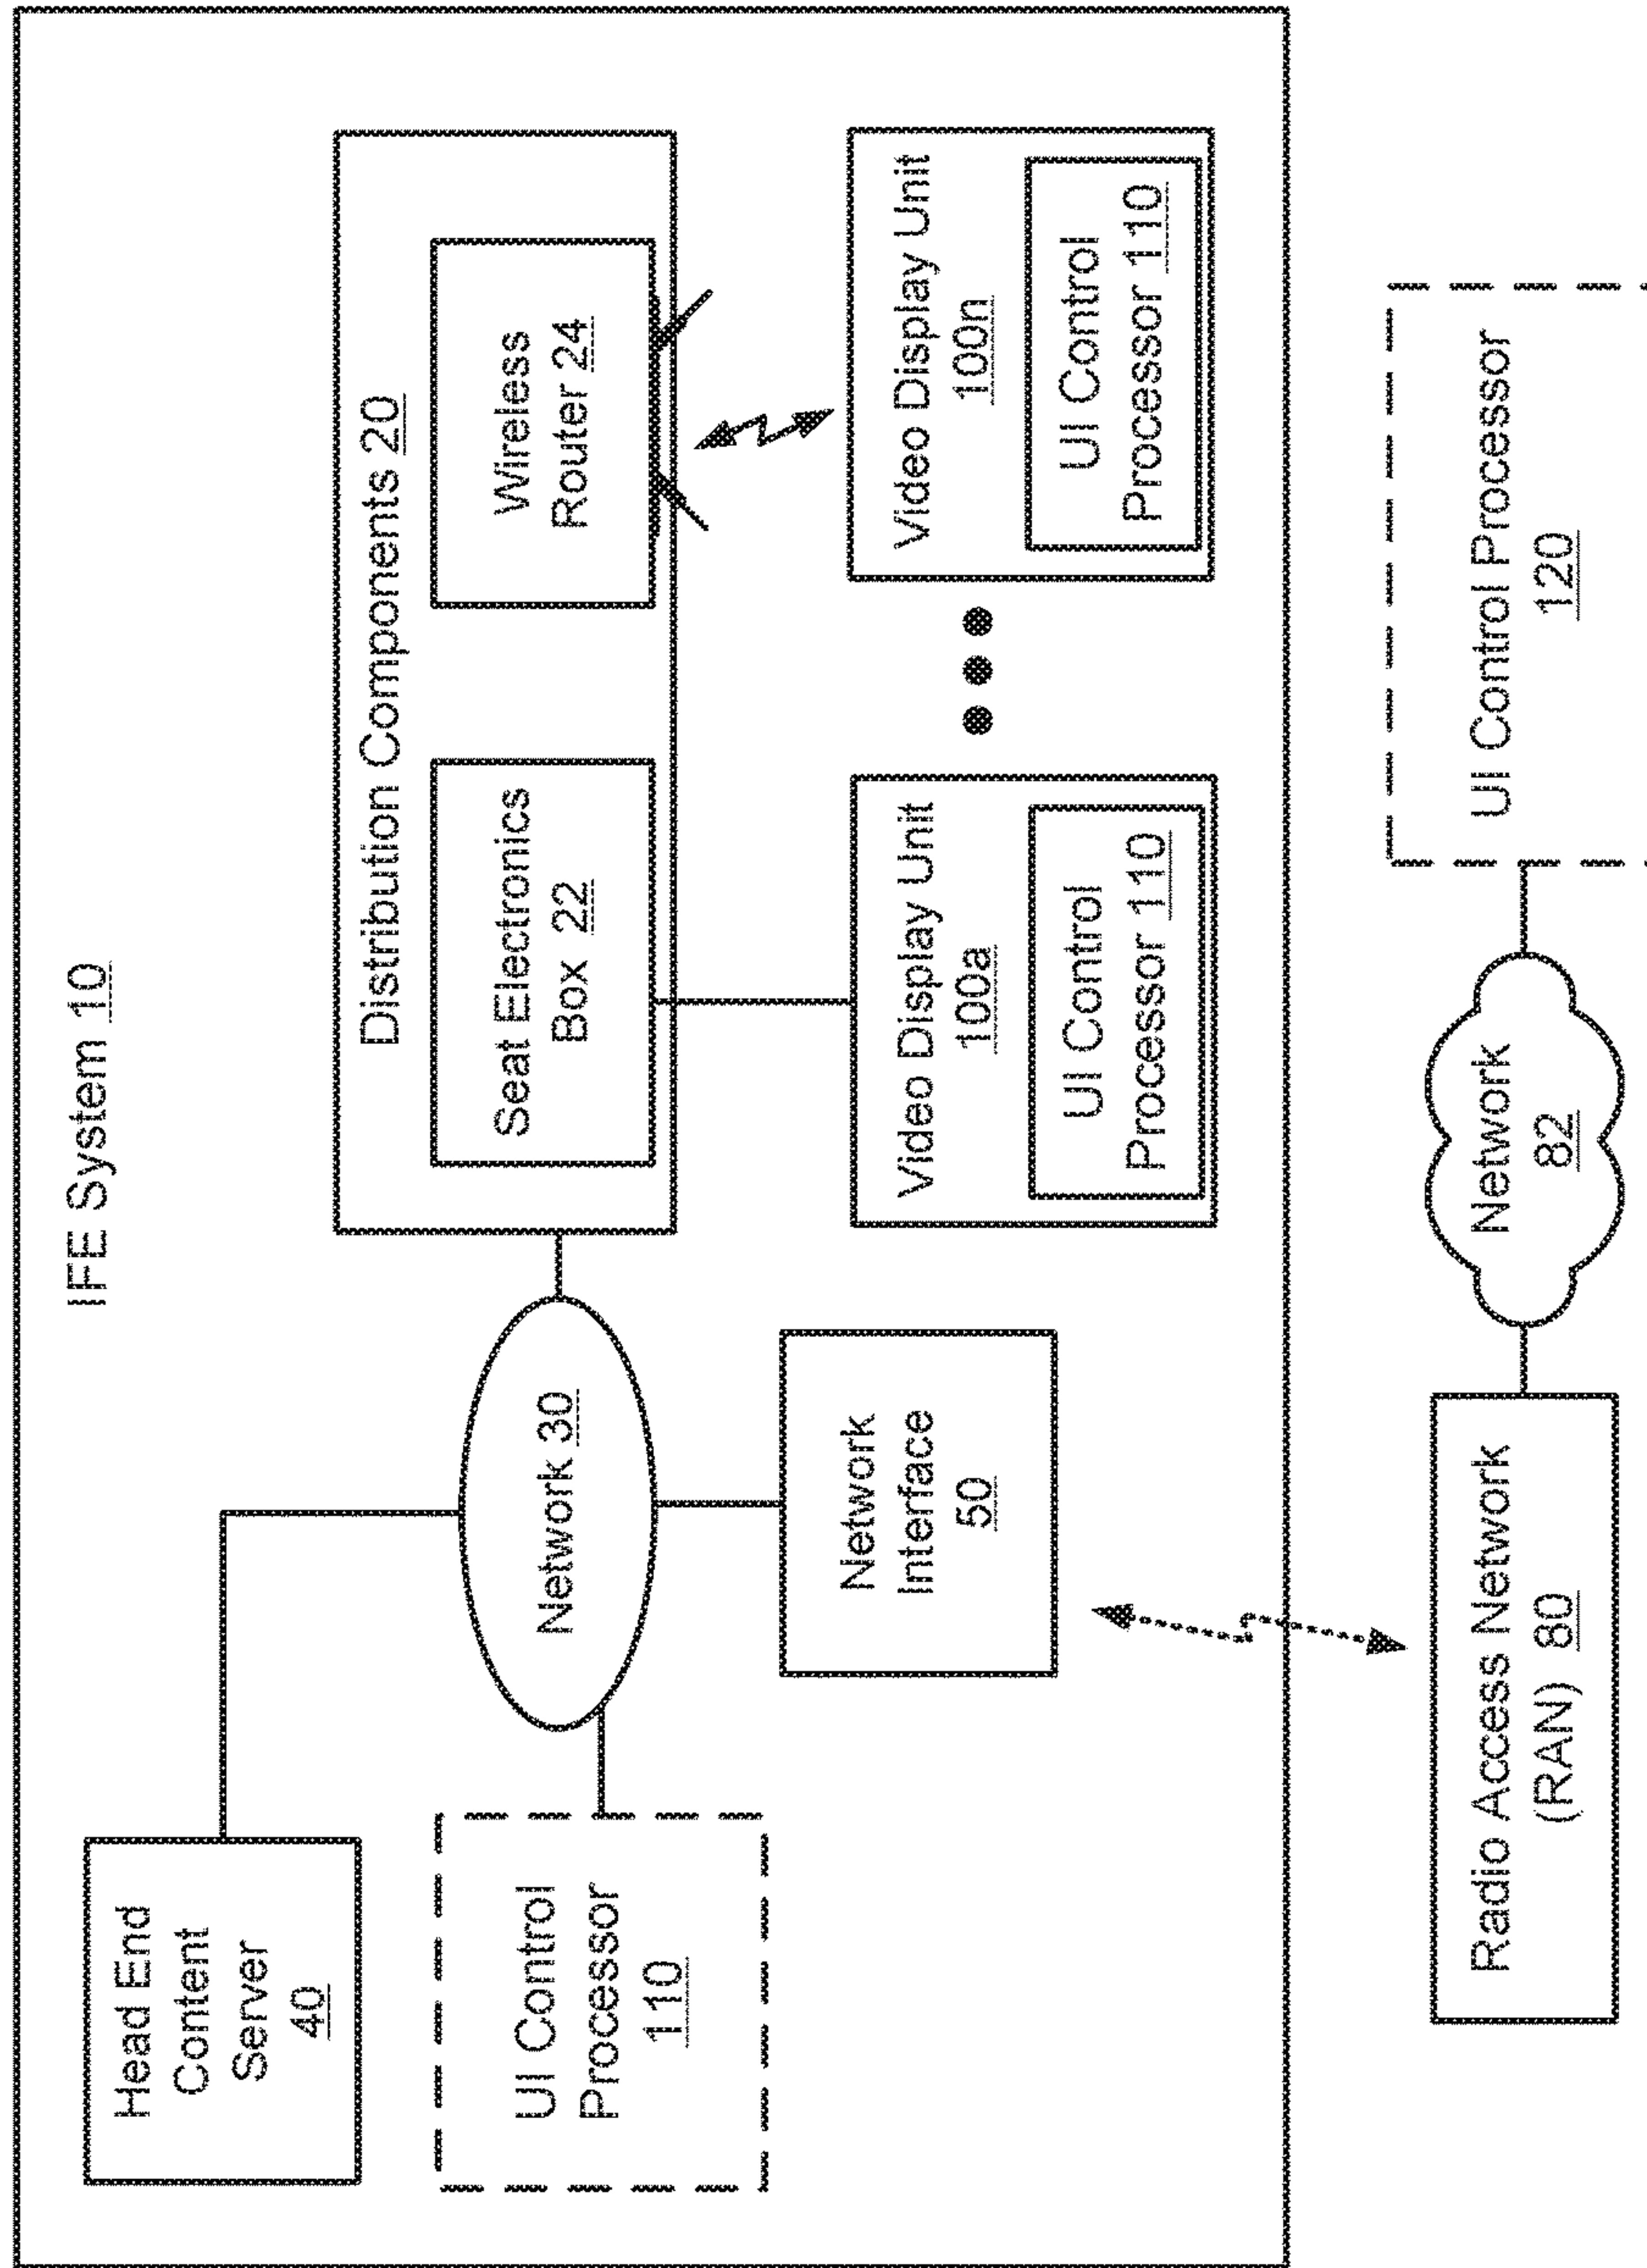 IFE System 10
Head End
Content
Server
40
UI Control
Processor
110
Network 30
Network
Interface
50
Distribution Components 20
Seat Electronics
Box 22
Wireless
Router 24
Video Display Unit
100a
UI Control
Processor 110
Video Display Unit
100n
UI Control
Processor 110
Radio Access Network
(RAN) 80
Network
82
UI Control Processor
120